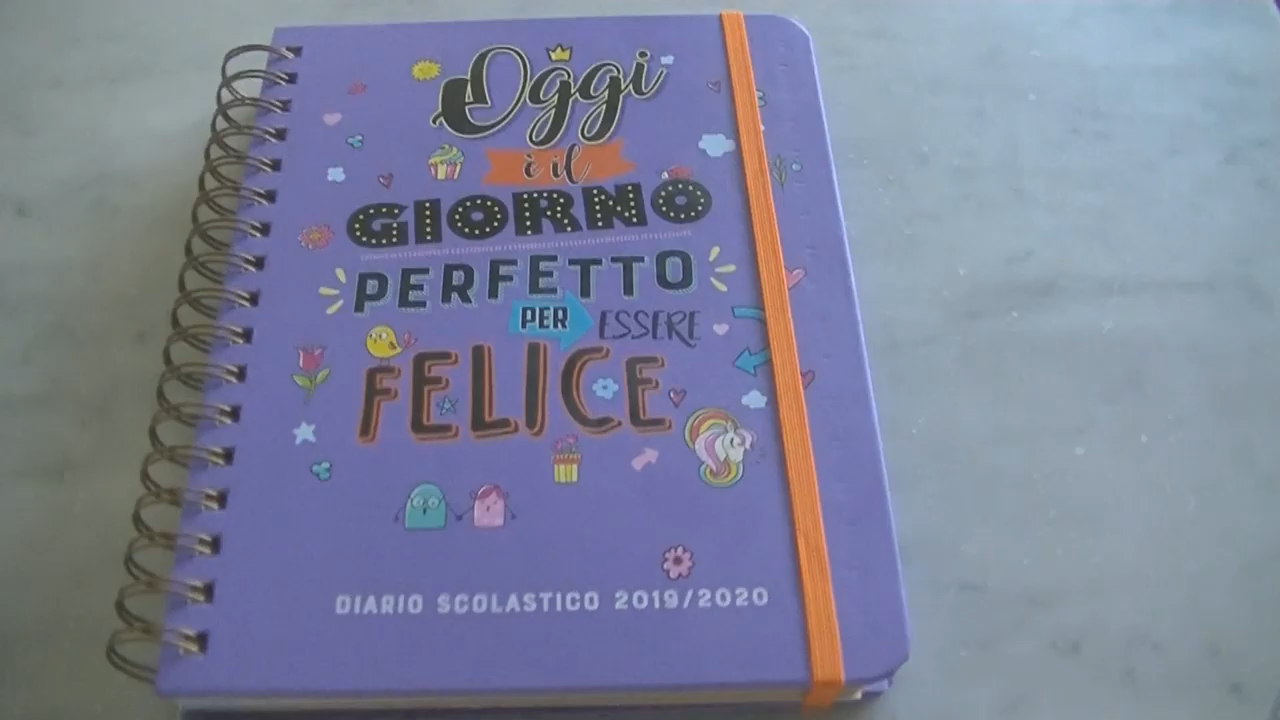 Oggi
è il
GIORNO
PERFETTO
PER ESSERE
FELICE
DIARIO SCOLASTICO 2019/2020